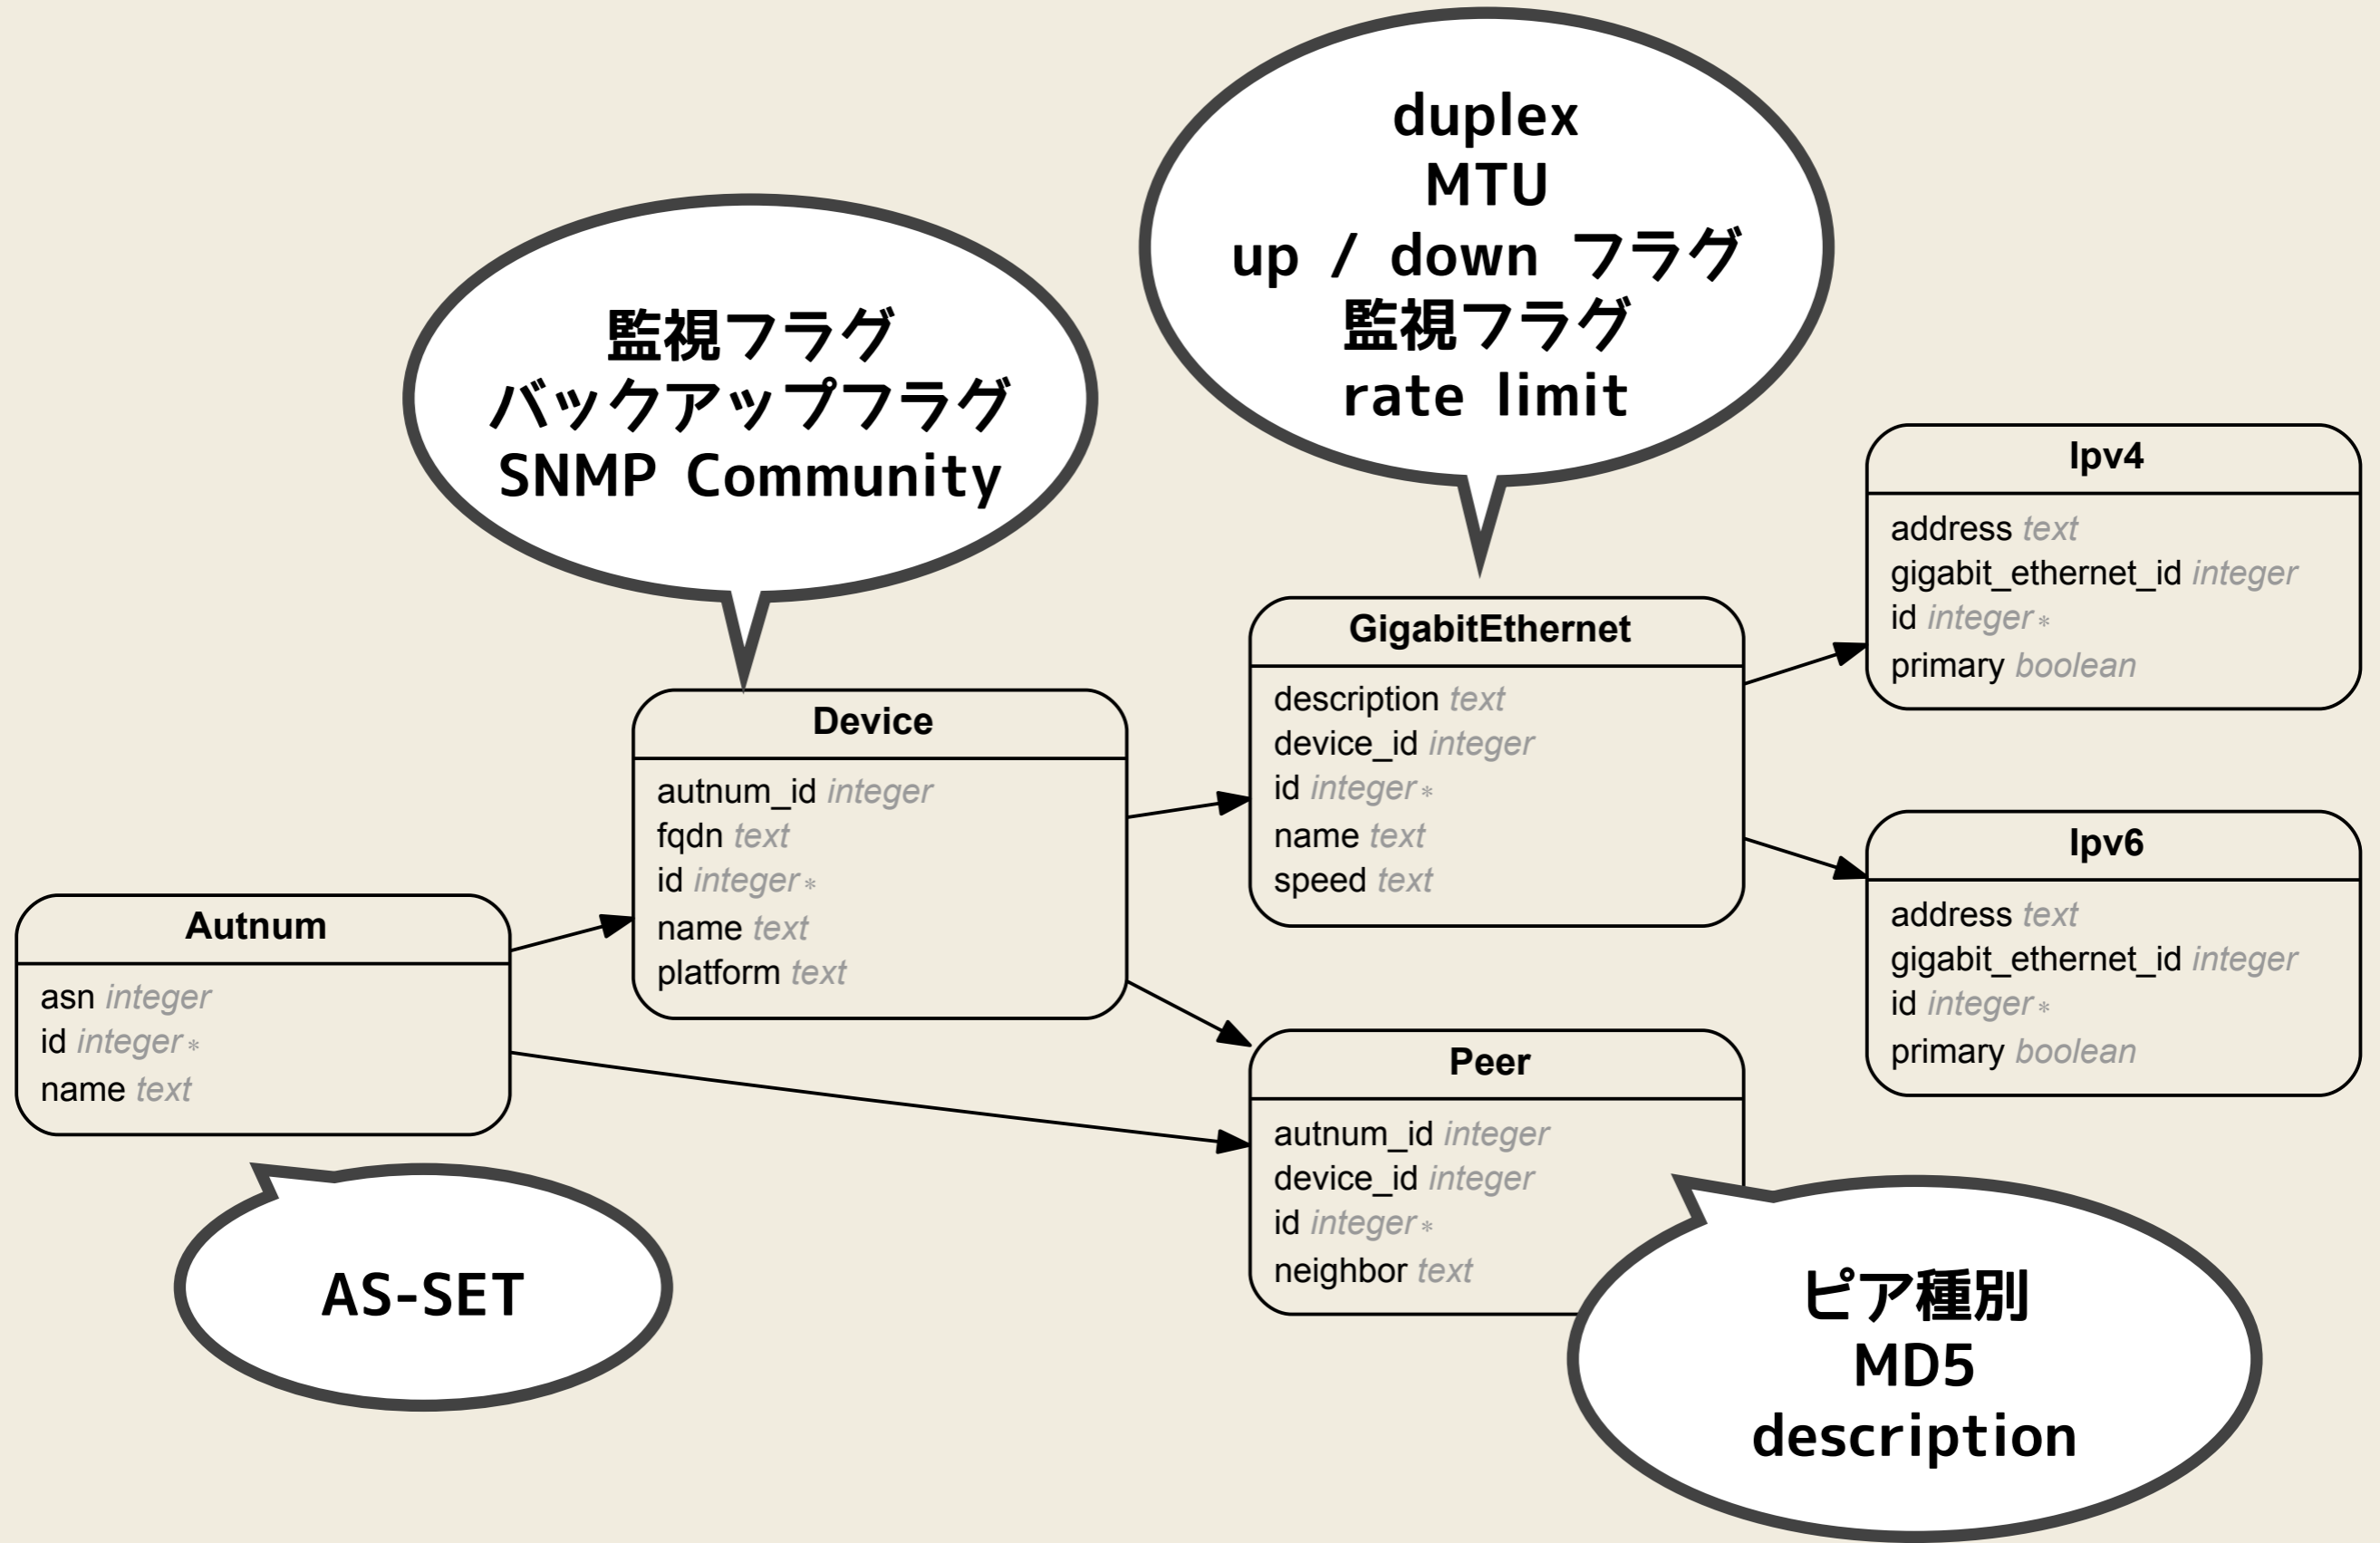 duplex
MTU
up / down フラグ
監視フラグ
rate limit
監視フラグ
バックアップフラグ
SNMP Community
Ipv4
address text
gigabit_ethernet_id integer
id integer*
primary boolean
GigabitEthernet
description text
device_id integer
id integer*
name text
speed text
Device
autnum_id integer
fqdn text
id integer*
name text
platform text
Ipv6
address text
gigabit_ethernet_id integer
id integer*
primary boolean
Autnum
asn integer
id integer*
name text
Peer
autnum_id integer
device_id integer
id integer*
neighbor text
AS-SET
ピア種別
MD5
description